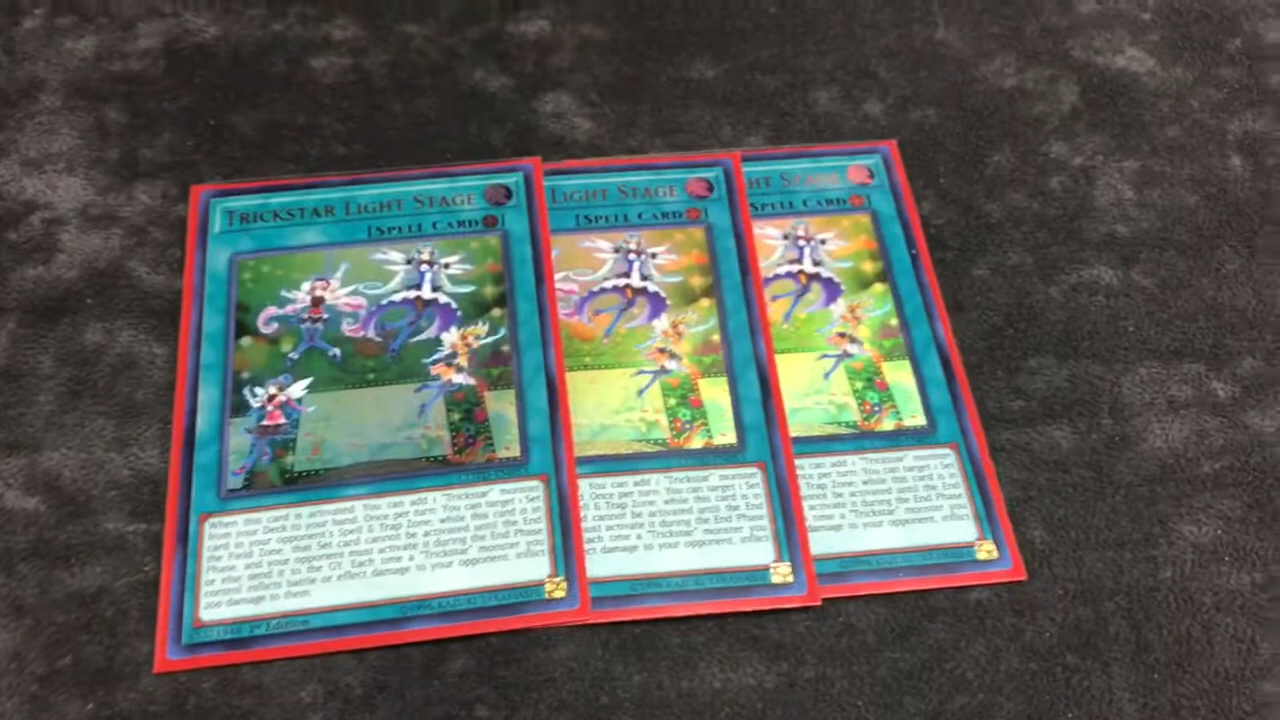 TRICKSTAR LIGHT STAGE
[SPELL CARD]
When this card is activated: You can add 1 "Trickstar" monster
from your Deck to your hand. Once per turn: You can target 1 Set
card in your opponent's Spell & Trap Zone; while this card is in
the Field Zone, that Set card cannot be activated until the End
Phase, and your opponent must activate it during the End Phase
or else send it to the GY. Each time a "Trickstar" monster you
control inflicts battle or effect damage to your opponent, inflict
200 damage to them.
©1996 KAZUKI TAKAHASHI
1st Edition
LIGHT STAGE
[SPELL CARD]
You can add 1 "Trickstar" monster
Once per turn: You can target 1 Set
& Trap Zone; while this card is in
cannot be activated until the End
must activate it during the End Phase
Each time a "Trickstar" monster you
damage to your opponent, inflict
©1996 KAZUKI TAKAHASHI
HT STAGE
SPELL CARD]
you can add 1 "Trickstar" monster
per turn: You can target 1 Set
Trap Zone; while this card is in
cannot be activated until the End
activate it during the End Phase
time a "Trickstar" monster you
damage to your opponent, inflict
©1996 KAZUKI TAKAHASHI